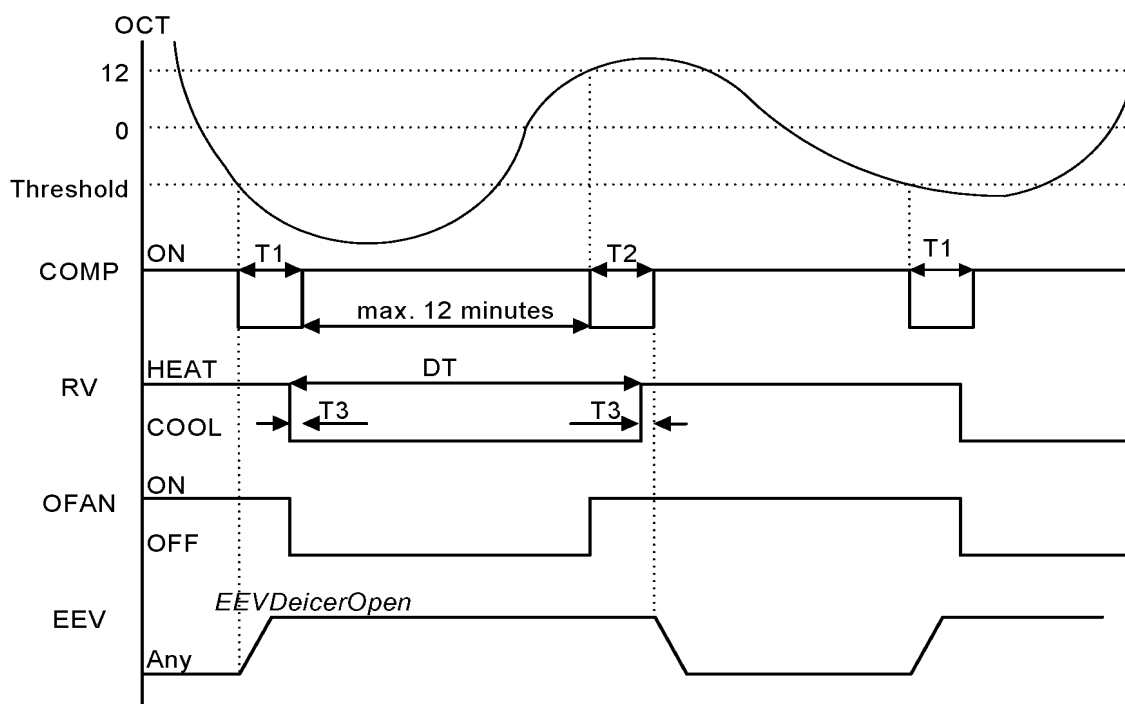 OCT
12
0
Threshold
COMP
ON
T1
T2
T1
max. 12 minutes
RV
HEAT
DT
COOL
T3
T3
OFAN
ON
OFF
EEV
EEVDeicerOpen
Any